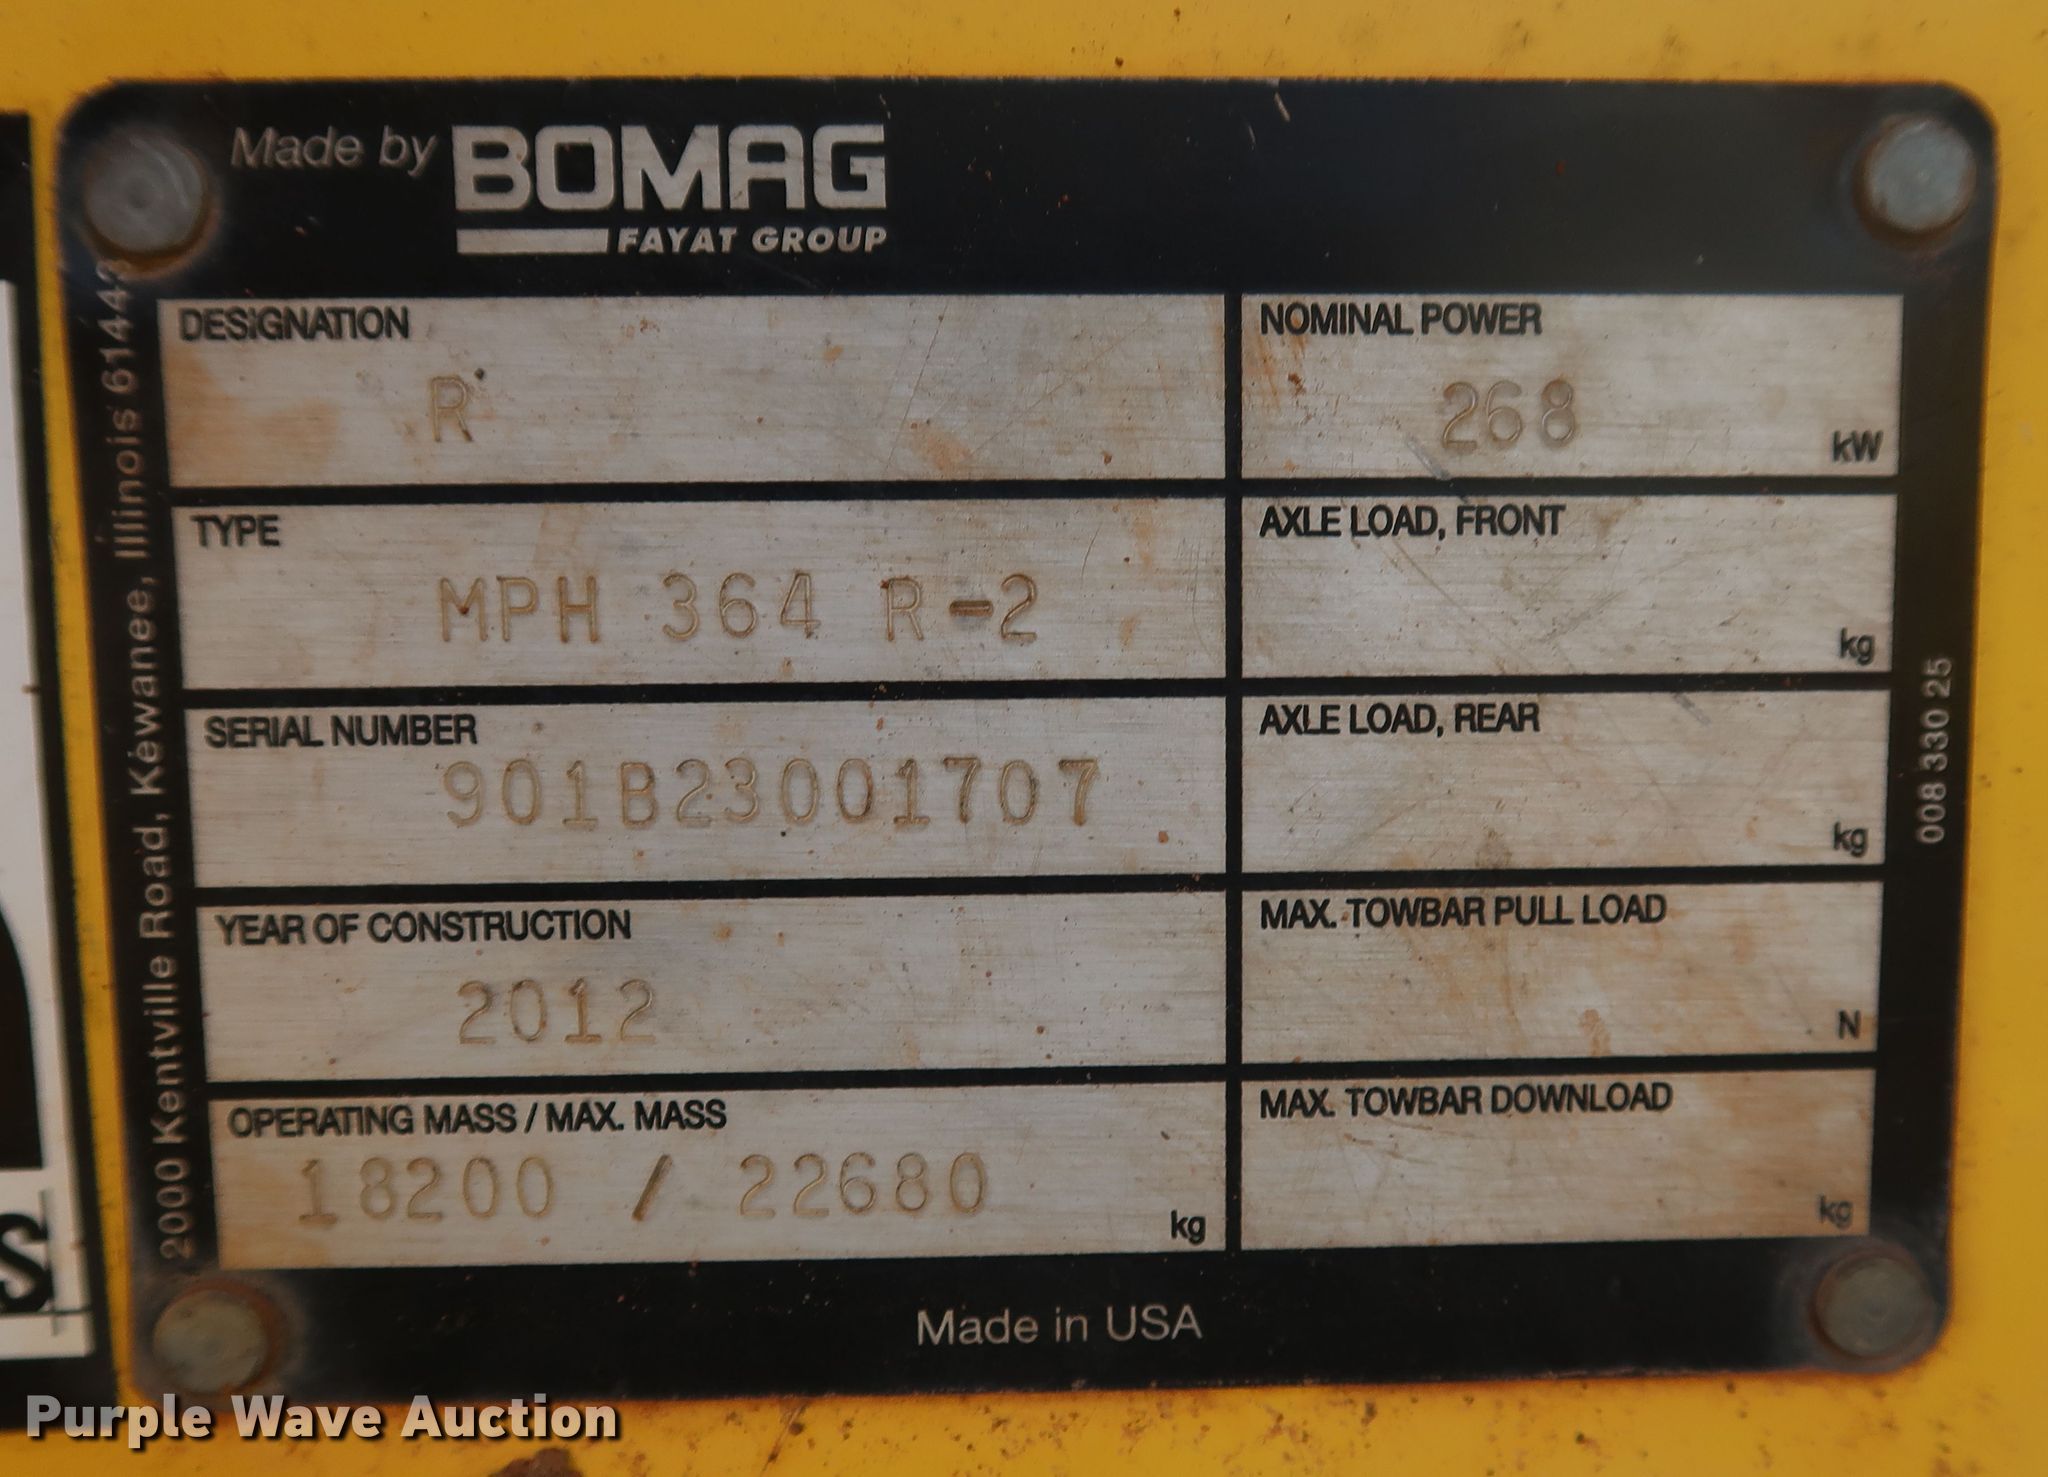 Made by BOMAG
FAYAT GROUP
2000 Kentville Road, Kewanee, Illinois 61443
DESIGNATION
R
TYPE
MPH 364 R-2
SERIAL NUMBER
901B23001707
YEAR OF CONSTRUCTION
2012
OPERATING MASS / MAX. MASS
18200 / 22680
kg
NOMINAL POWER
268
kW
AXLE LOAD, FRONT
kg
AXLE LOAD, REAR
kg
MAX. TOWBAR PULL LOAD
N
MAX. TOWBAR DOWNLOAD
kg
008 330 25
Made in USA
S
Purple Wave Auction